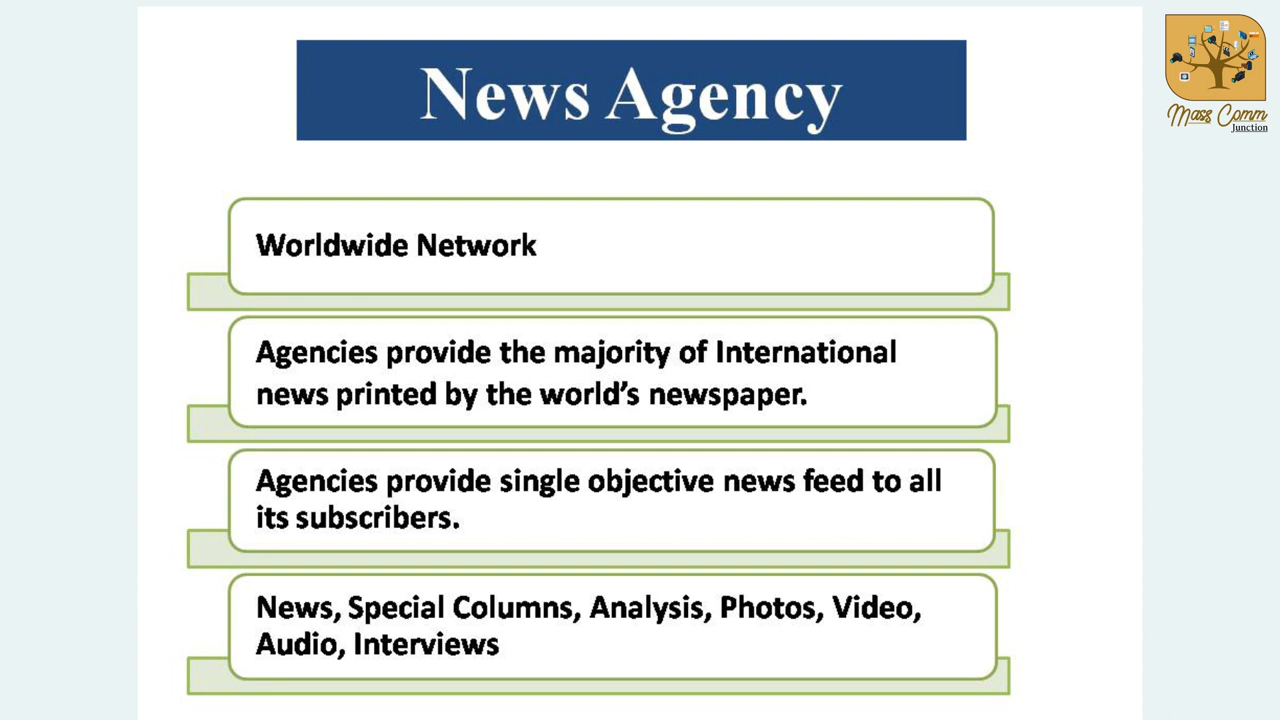 News Agency
Mass Comm
Junction
Worldwide Network
Agencies provide the majority of International
news printed by the world's newspaper.
Agencies provide single objective news feed to all
its subscribers.
News, Special Columns, Analysis, Photos, Video,
Audio, Interviews